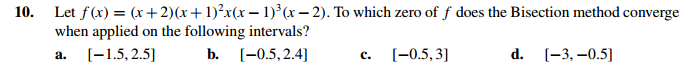 10. Let f(x) = (x + 2)(x + 1)²x(x − 1)³(x − 2). To which zero of f does the Bisection method converge
when applied on the following intervals?
a. [−1.5, 2.5] b. [−0.5, 2.4] c. [−0.5, 3] d. [−3, −0.5]